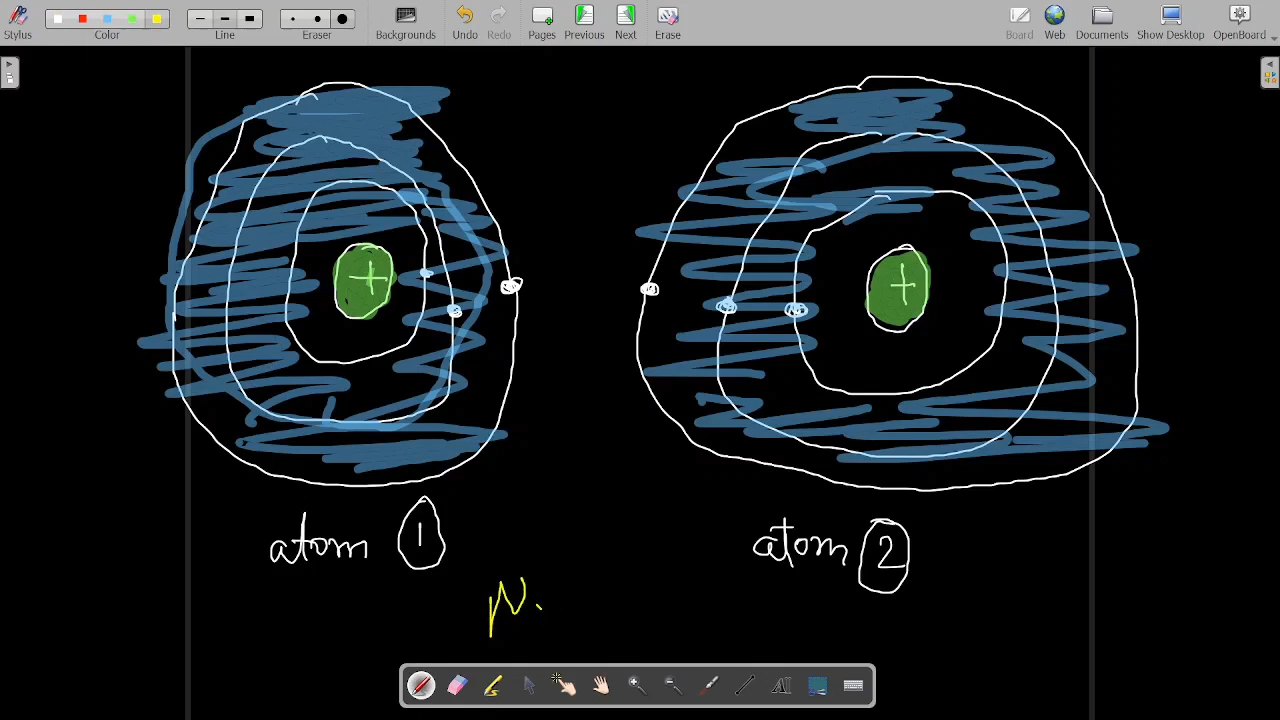 Stylus
Color
Line
Eraser
Backgrounds
Undo
Redo
Pages
Previous
Next
Erase
Board
Web
Documents
Show Desktop
OpenBoard
+
+
atom 1
atom 2
N.